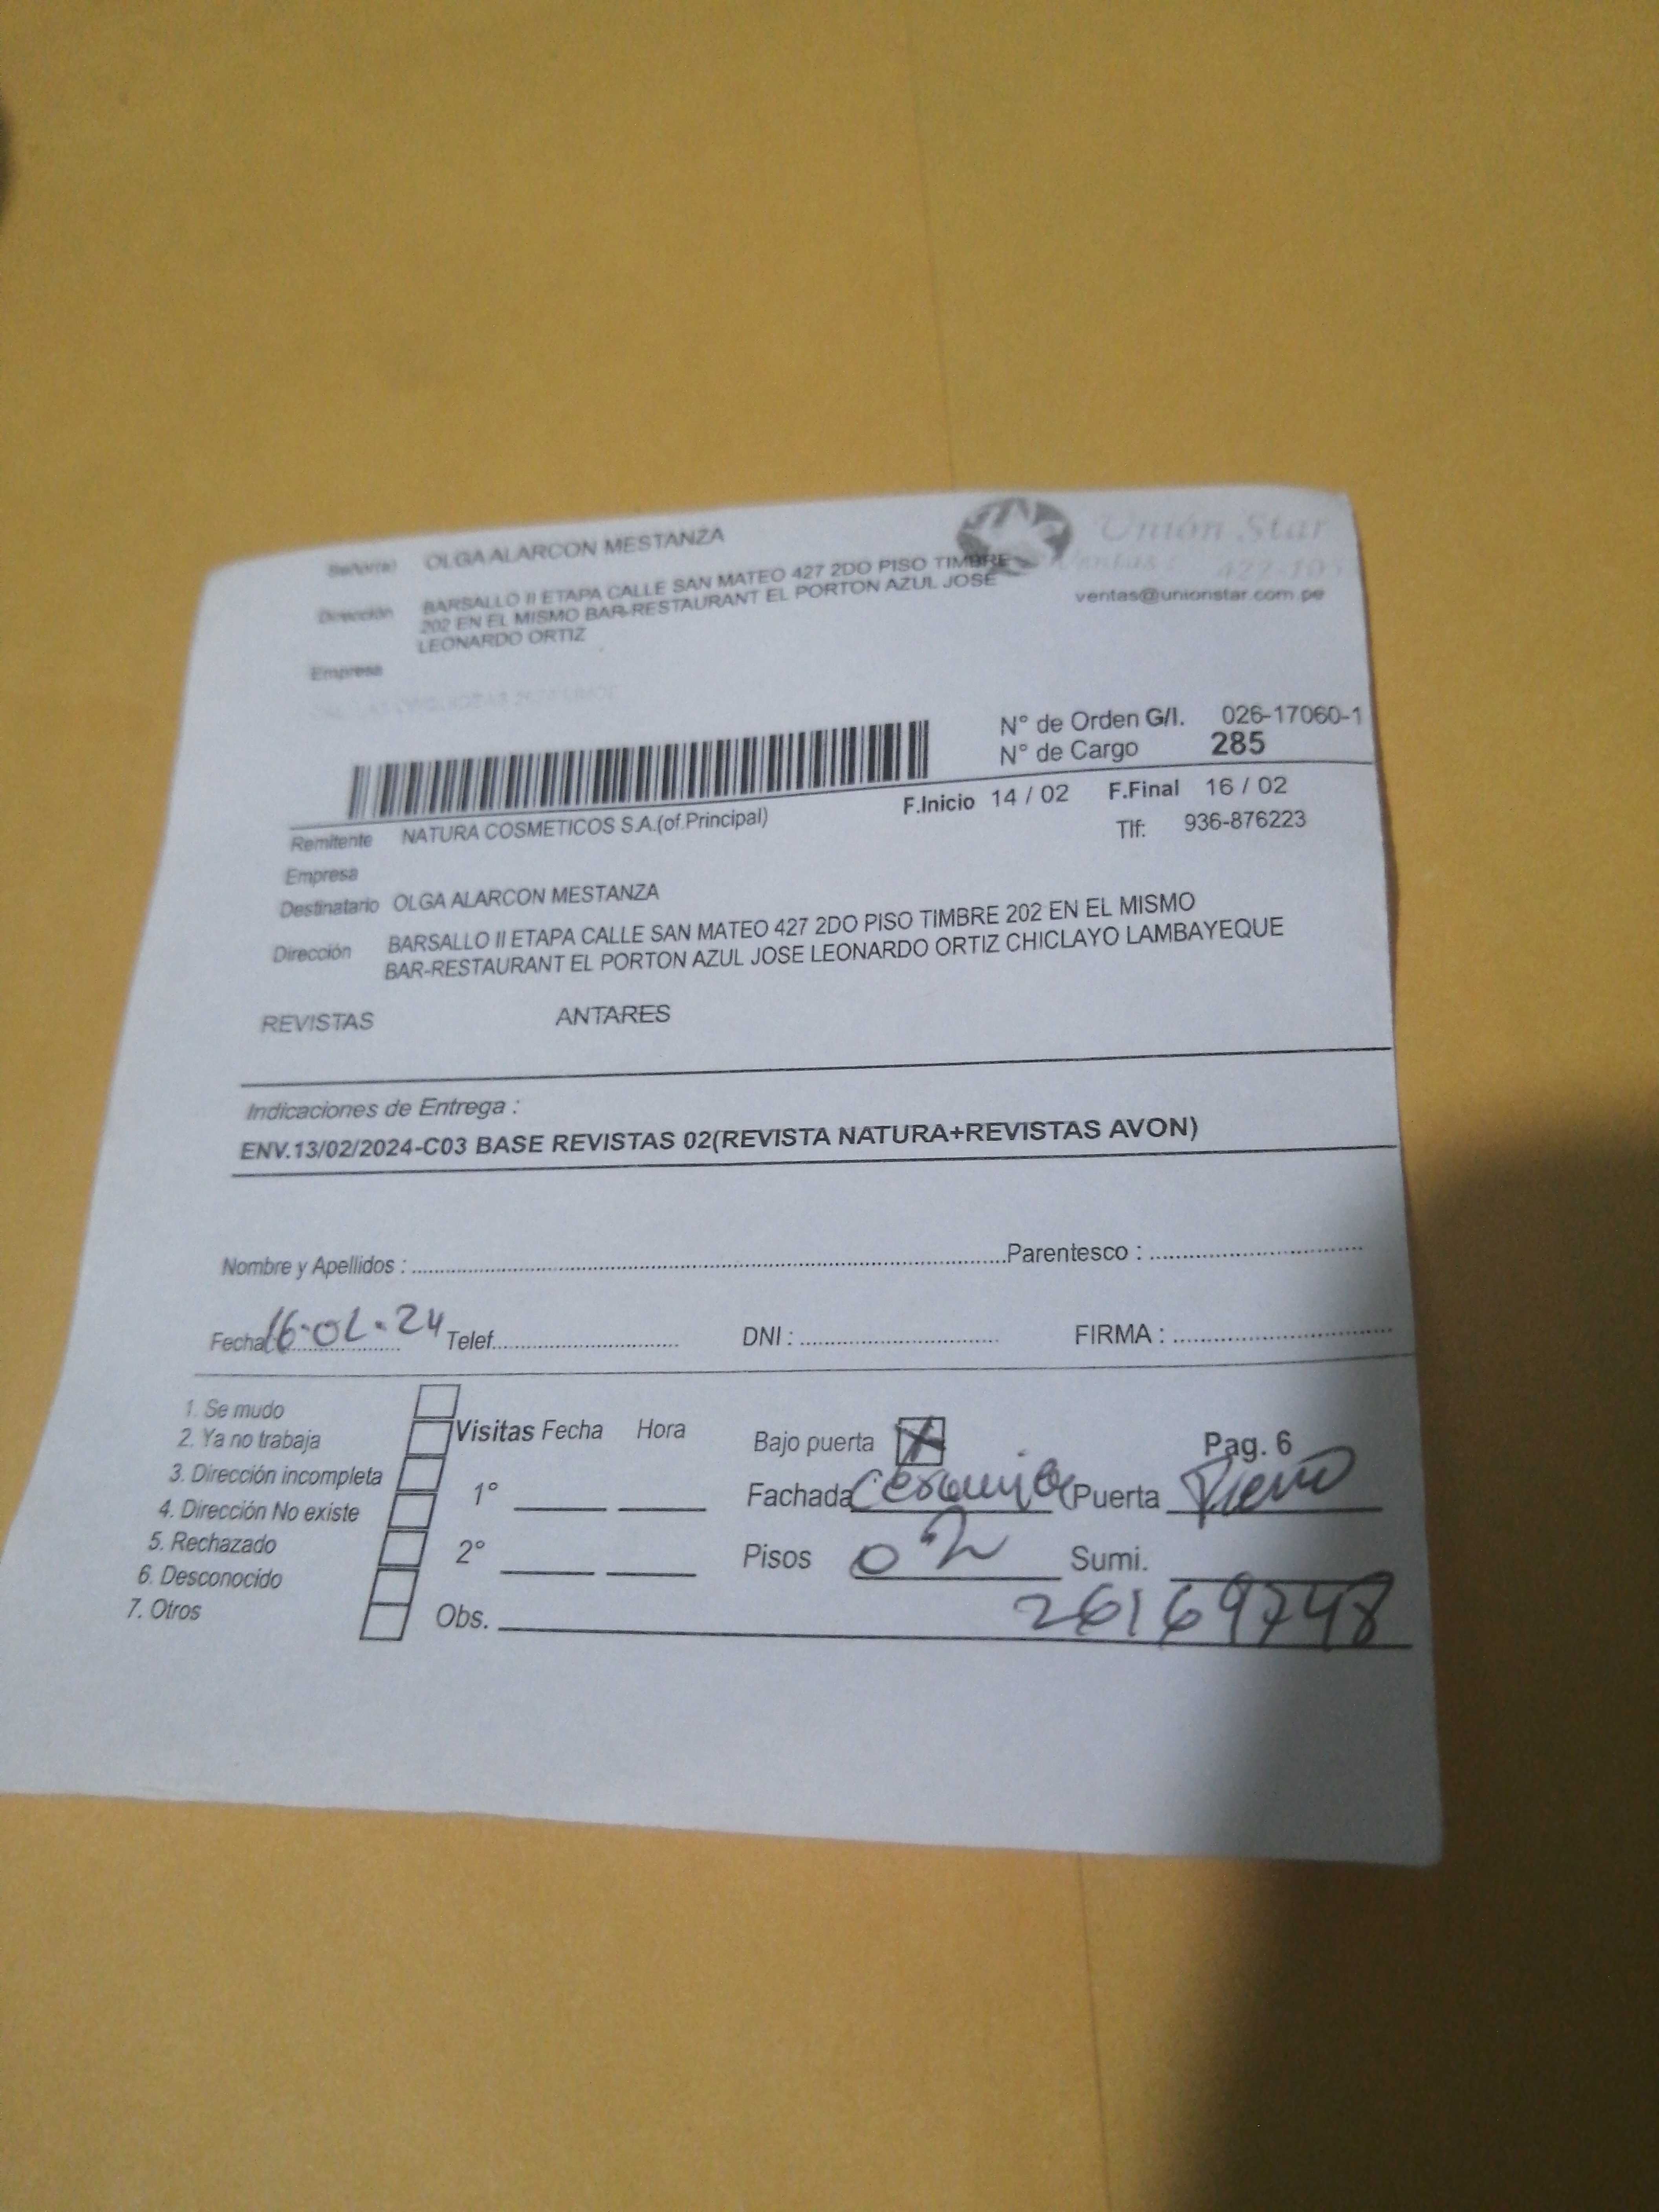 Señor(a) OLGA ALARCON MESTANZA
Unión Star
Ventas :
Dirección BARSALLO II ETAPA CALLE SAN MATEO 427 2DO PISO TIMBRE
202 EN EL MISMO BAR-RESTAURANT EL PORTON AZUL JOSE
LEONARDO ORTIZ
ventas@unionstar.com.pe
Empresa
N° de Orden G/I. 026-17060-1
N° de Cargo 285
F.Inicio 14 / 02 F.Final 16 / 02
Remitente NATURA COSMETICOS S.A.(of.Principal) Tlf: 936-876223
Empresa
Destinatario OLGA ALARCON MESTANZA
Dirección BARSALLO II ETAPA CALLE SAN MATEO 427 2DO PISO TIMBRE 202 EN EL MISMO
BAR-RESTAURANT EL PORTON AZUL JOSE LEONARDO ORTIZ CHICLAYO LAMBAYEQUE
REVISTAS ANTARES
Indicaciones de Entrega :
ENV.13/02/2024-C03 BASE REVISTAS 02(REVISTA NATURA+REVISTAS AVON)
Nombre y Apellidos : Parentesco :
Fecha 16-02-24 Telef. DNI : FIRMA :
1. Se mudo
2. Ya no trabaja
3. Dirección incompleta
4. Dirección No existe
5. Rechazado
6. Desconocido
7. Otros
Visitas Fecha Hora
1°
2°
Obs.
Bajo puerta X Pag. 6
Fachada Puerta
Pisos 02 Sumi.
26169748